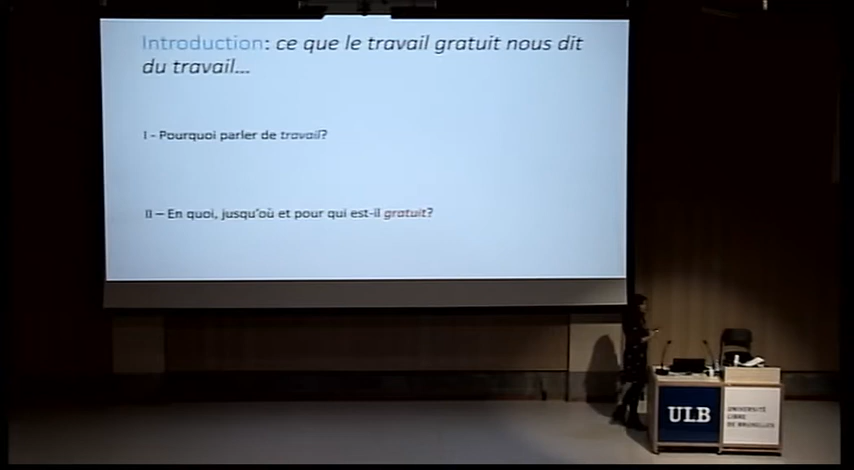 Introduction: ce que le travail gratuit nous dit
du travail...
I - Pourquoi parler de travail?
II – En quoi, jusqu'où et pour qui est-il gratuit?
ULB
UNIVERSITÉ
LIBRE
DE BRUXELLES